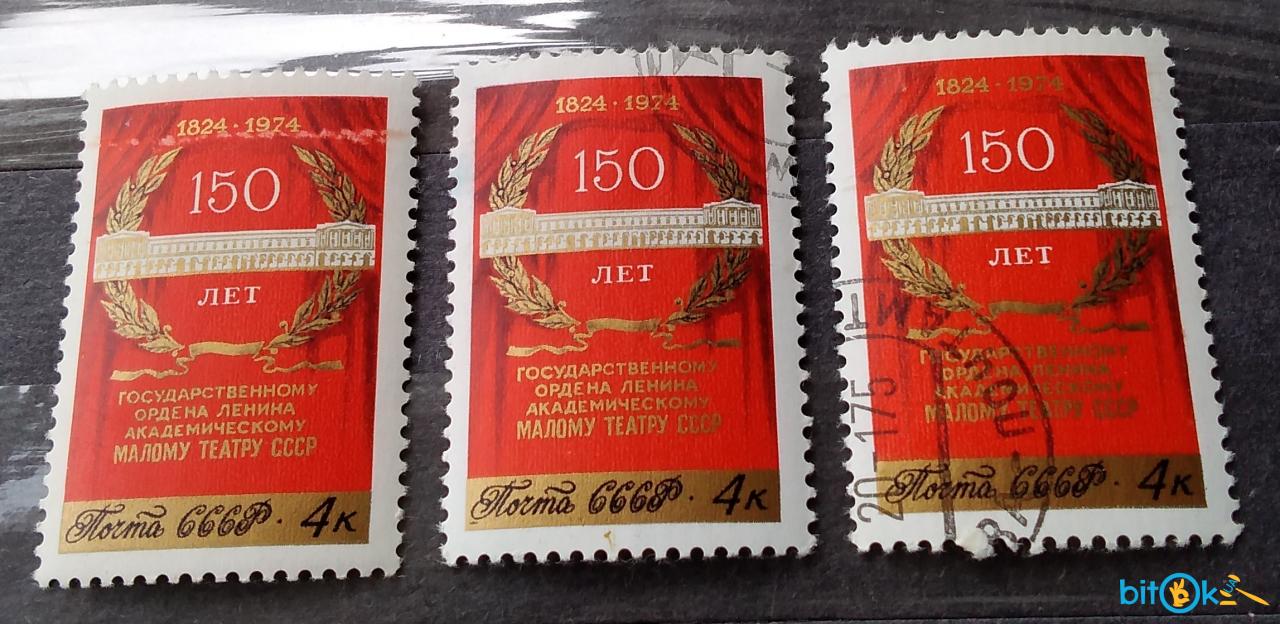 1824 · 1974
150
ЛЕТ
ГОСУДАРСТВЕННОМУ
ОРДЕНА ЛЕНИНА
АКАДЕМИЧЕСКОМУ
МАЛОМУ ТЕАТРУ СССР
Почта СССР · 4к
1824 · 1974
150
ЛЕТ
ГОСУДАРСТВЕННОМУ
ОРДЕНА ЛЕНИНА
АКАДЕМИЧЕСКОМУ
МАЛОМУ ТЕАТРУ СССР
Почта СССР · 4к
1824 · 1974
150
ЛЕТ
ГОСУДАРСТВЕННОМУ
ОРДЕНА ЛЕНИНА
АКАДЕМИЧЕСКОМУ
МАЛОМУ ТЕАТРУ СССР
Почта СССР · 4к
bitOk
UA